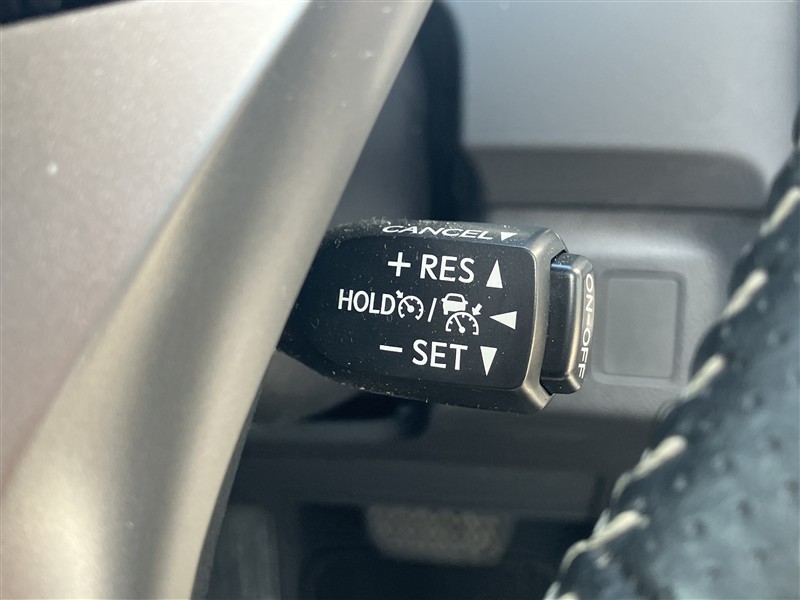 CANCEL▼
+ RES ▲
HOLD / ◀
− SET ▼
ON·OFF